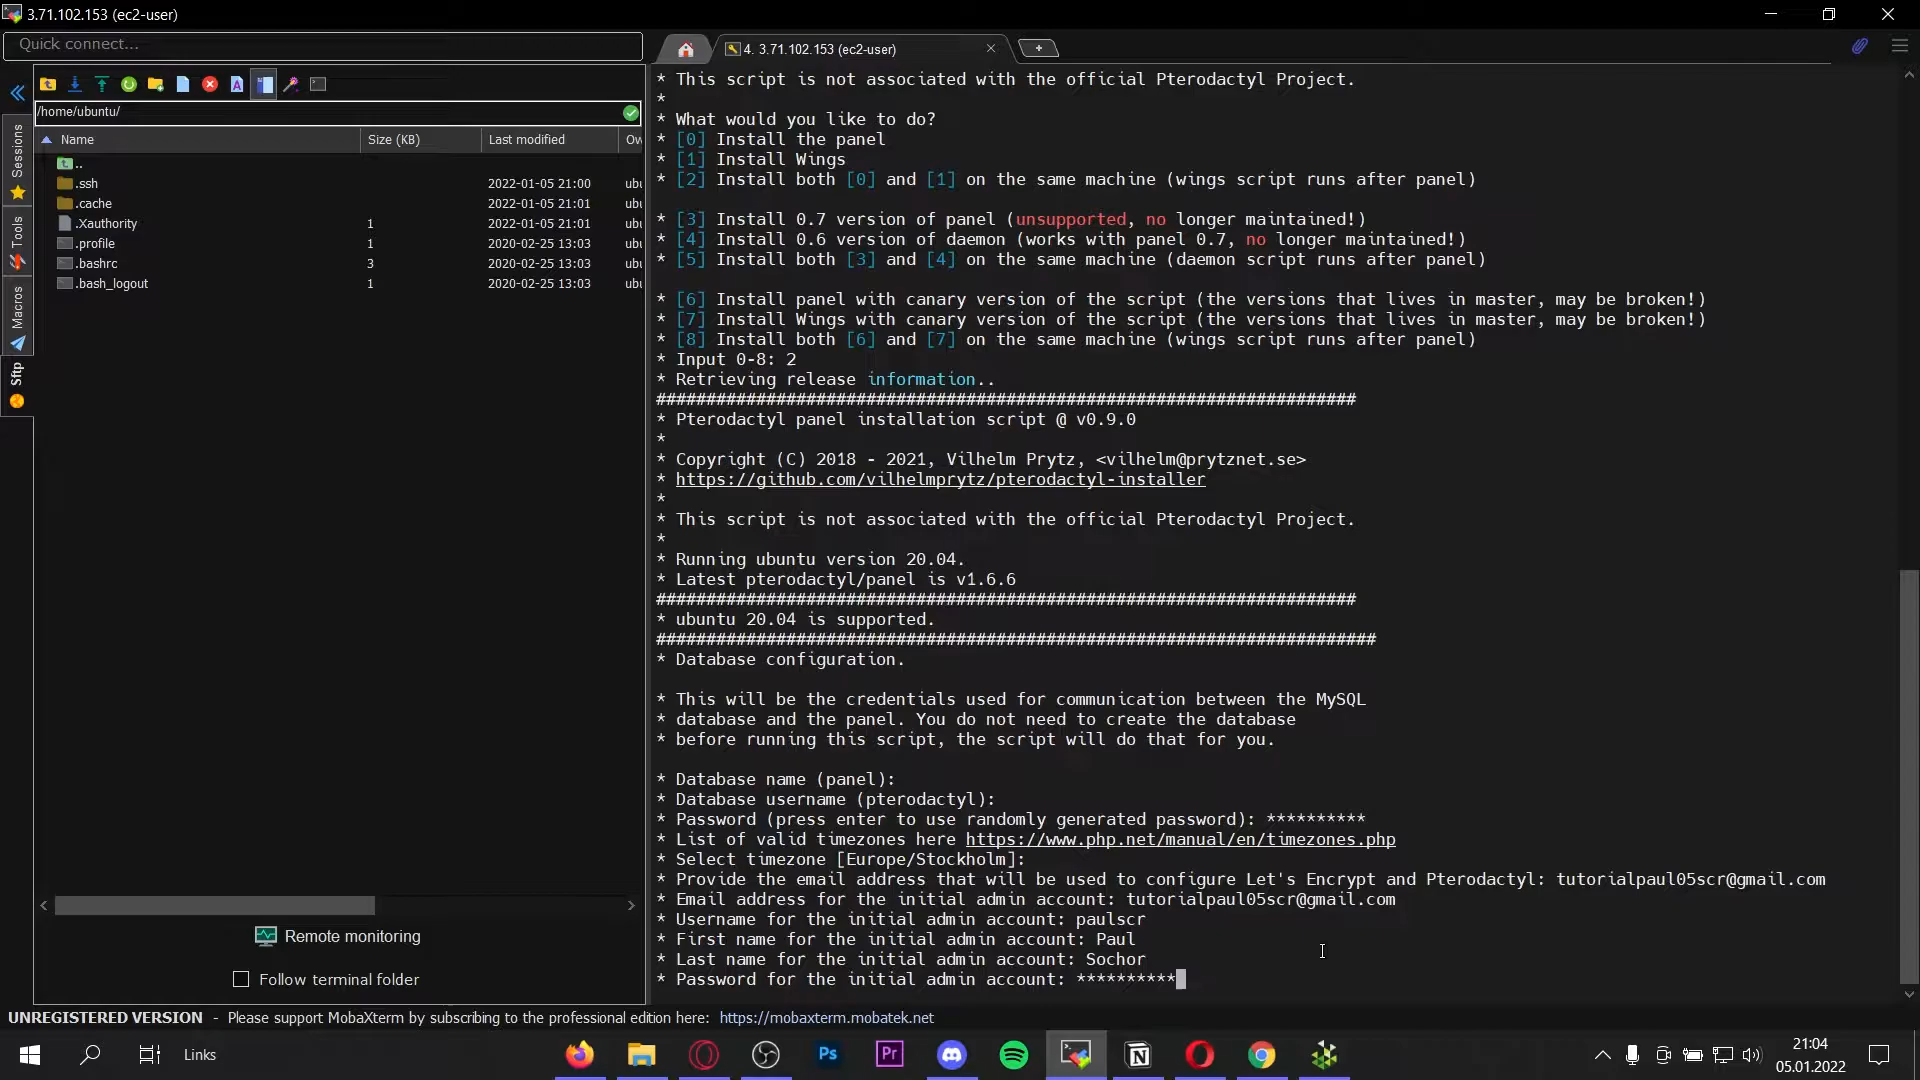 3.71.102.153 (ec2-user)
Quick connect...
4. 3.71.102.153 (ec2-user)
/home/ubuntu/
Name Size (KB) Last modified Ow
..
.ssh 2022-01-05 21:00 ubu
.cache 2022-01-05 21:01 ubu
.Xauthority 1 2022-01-05 21:01 ubu
.profile 1 2020-02-25 13:03 ubu
.bashrc 3 2020-02-25 13:03 ubu
.bash_logout 1 2020-02-25 13:03 ubu
Sessions
Tools
Macros
Sftp
Remote monitoring
Follow terminal folder
* This script is not associated with the official Pterodactyl Project.
*
* What would you like to do?
* [0] Install the panel
* [1] Install Wings
* [2] Install both [0] and [1] on the same machine (wings script runs after panel)
* [3] Install 0.7 version of panel (unsupported, no longer maintained!)
* [4] Install 0.6 version of daemon (works with panel 0.7, no longer maintained!)
* [5] Install both [3] and [4] on the same machine (daemon script runs after panel)
* [6] Install panel with canary version of the script (the versions that lives in master, may be broken!)
* [7] Install Wings with canary version of the script (the versions that lives in master, may be broken!)
* [8] Install both [6] and [7] on the same machine (wings script runs after panel)
* Input 0-8: 2
* Retrieving release information..
######################################################################
* Pterodactyl panel installation script @ v0.9.0
*
* Copyright (C) 2018 - 2021, Vilhelm Prytz, <vilhelm@prytznet.se>
* https://github.com/vilhelmprytz/pterodactyl-installer
*
* This script is not associated with the official Pterodactyl Project.
*
* Running ubuntu version 20.04.
* Latest pterodactyl/panel is v1.6.6
######################################################################
* ubuntu 20.04 is supported.
########################################################################
* Database configuration.
* This will be the credentials used for communication between the MySQL
* database and the panel. You do not need to create the database
* before running this script, the script will do that for you.
* Database name (panel):
* Database username (pterodactyl):
* Password (press enter to use randomly generated password): **********
* List of valid timezones here https://www.php.net/manual/en/timezones.php
* Select timezone [Europe/Stockholm]:
* Provide the email address that will be used to configure Let's Encrypt and Pterodactyl: tutorialpaul05scr@gmail.com
* Email address for the initial admin account: tutorialpaul05scr@gmail.com
* Username for the initial admin account: paulscr
* First name for the initial admin account: Paul
* Last name for the initial admin account: Sochor
* Password for the initial admin account: **********
UNREGISTERED VERSION - Please support MobaXterm by subscribing to the professional edition here: https://mobaxterm.mobatek.net
Links
Ps
Pr
N
21:04
05.01.2022